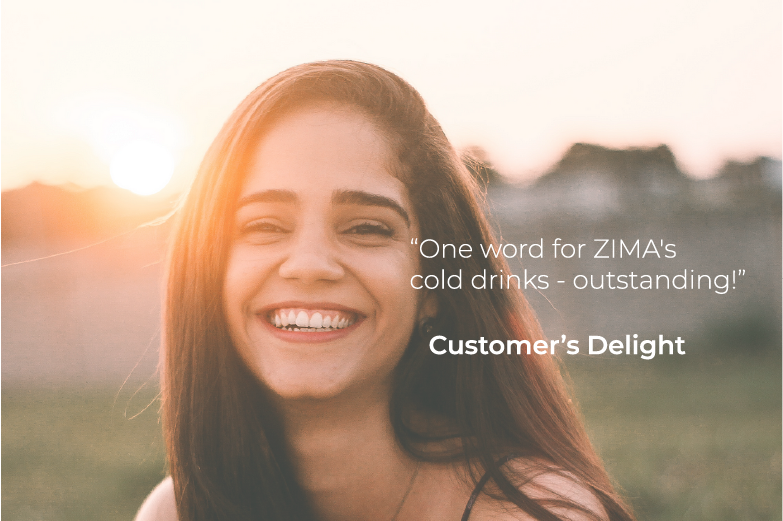 “One word for ZIMA's
cold drinks - outstanding!”
Customer’s Delight